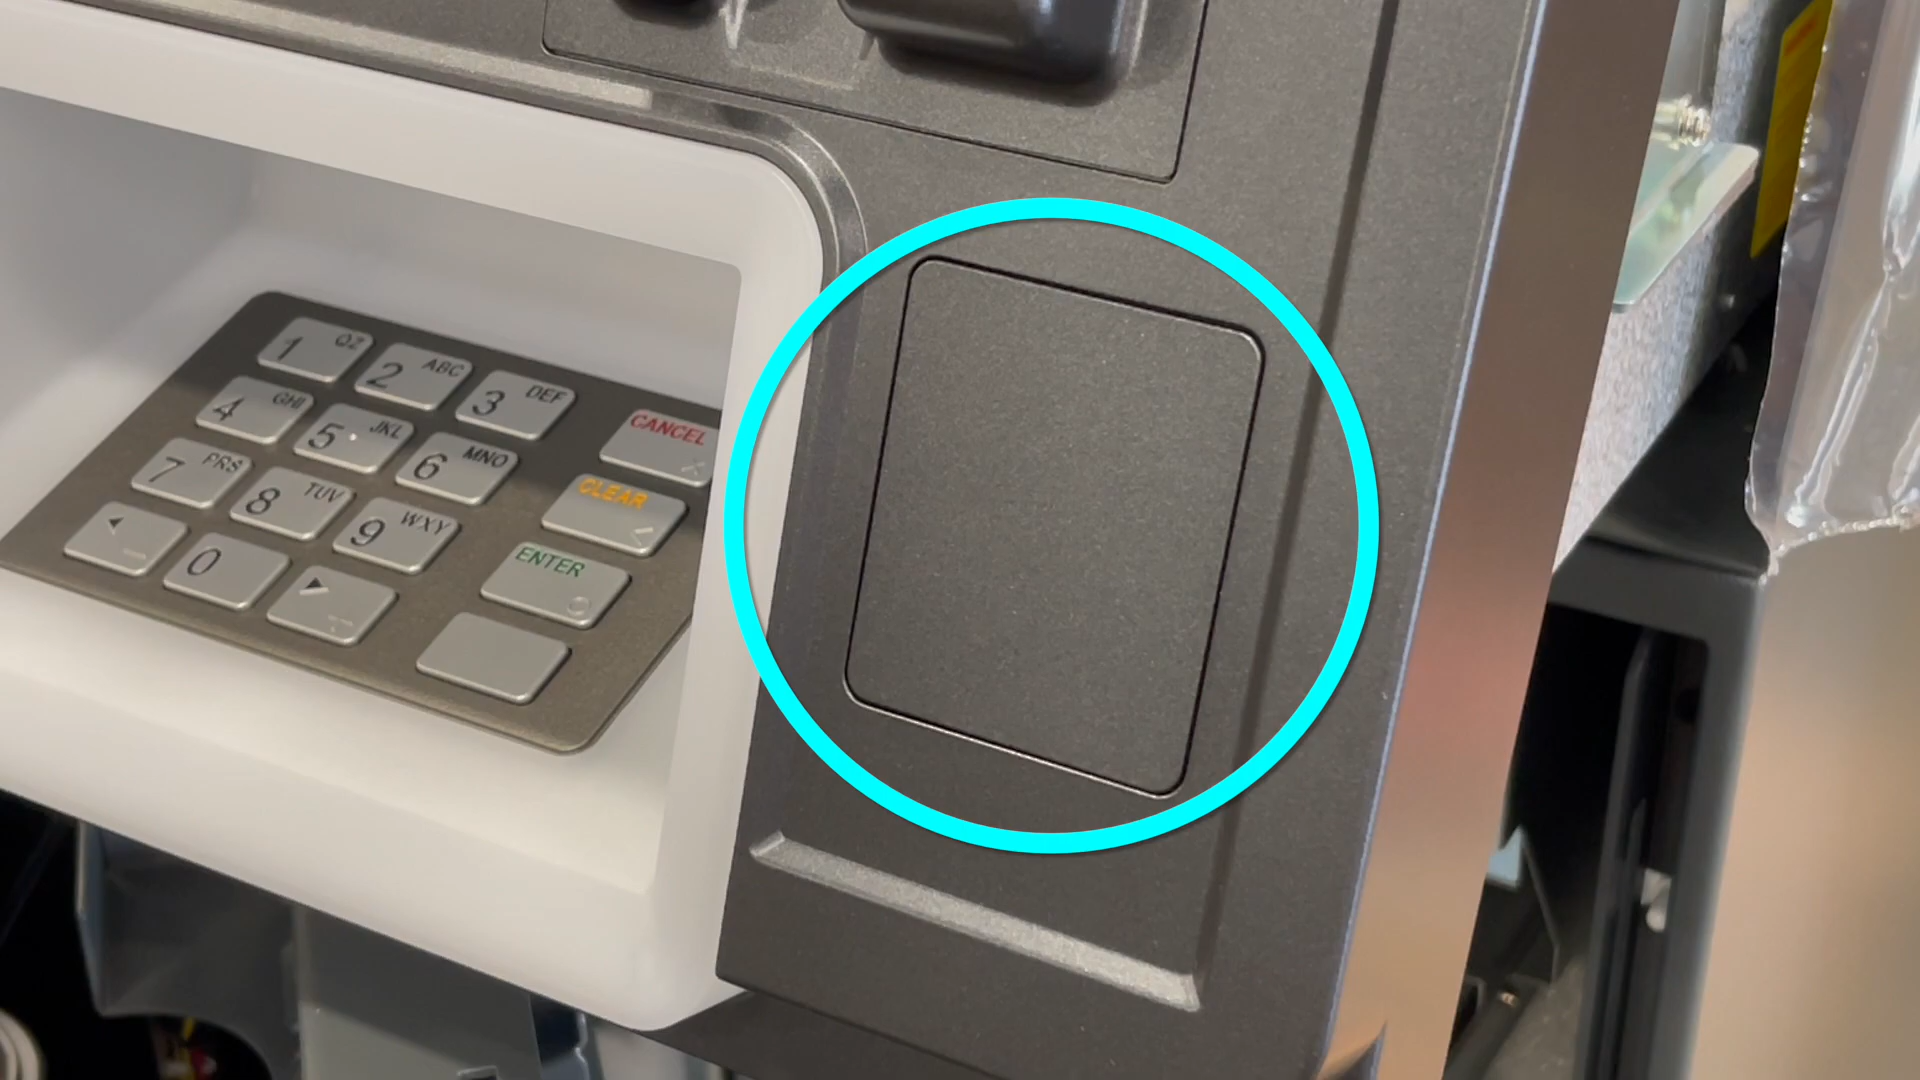 1 QZ 2 ABC 3 DEF CANCEL
4 GHI 5 JKL 6 MNO CLEAR
7 PRS 8 TUV 9 WXY ENTER
0